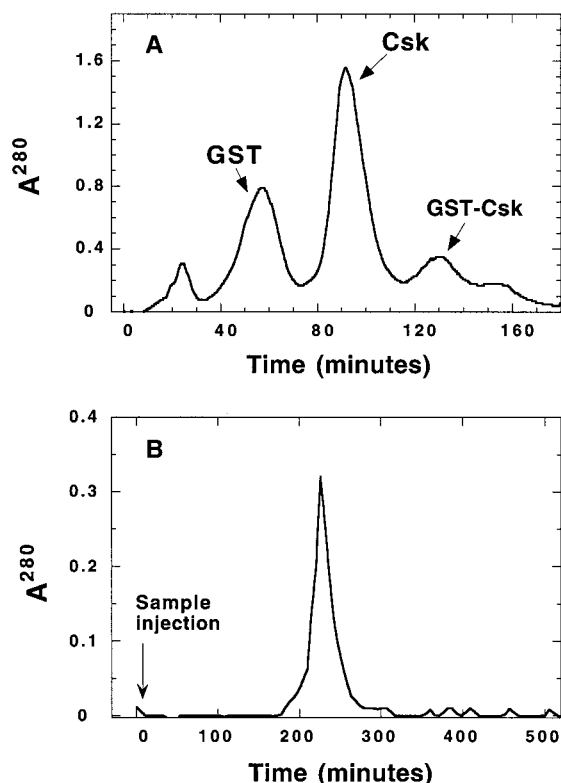 A
Csk
GST
GST-Csk
A280
1.6
1.2
0.8
0.4
0
0 40 80 120 160
Time (minutes)
B
Sample
injection
A280
0.4
0.3
0.2
0.1
0
0 100 200 300 400 500
Time (minutes)